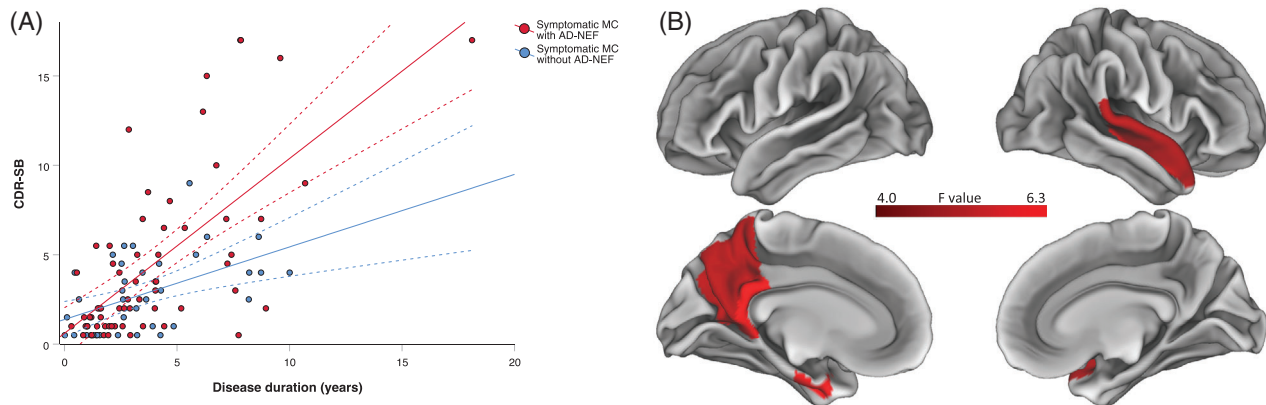 (A)
Symptomatic MC
with AD-NEF
Symptomatic MC
without AD-NEF
CDR-SB
15
10
5
0
0
5
10
15
20
Disease duration (years)
(B)
4.0 F value 6.3